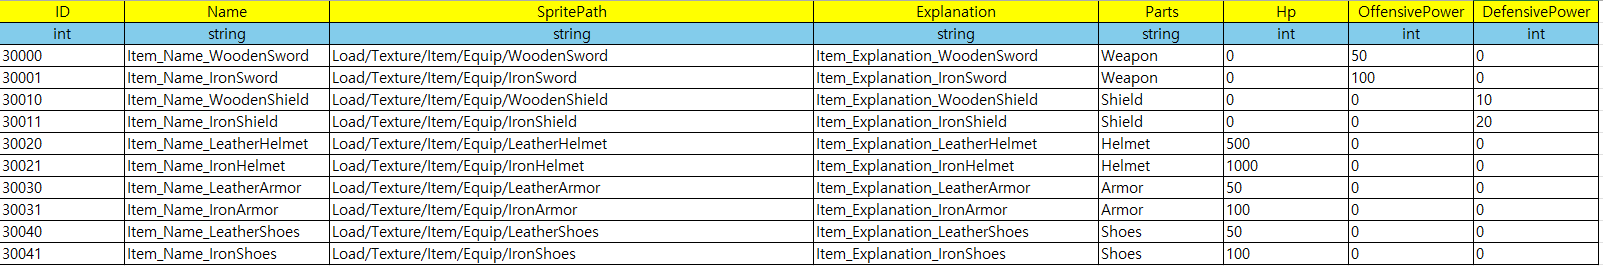 ID Name SpritePath Explanation Parts Hp OffensivePower DefensivePower
int string string string string int int int
30000 Item_Name_WoodenSword Load/Texture/Item/Equip/WoodenSword Item_Explanation_WoodenSword Weapon 0 50 0
30001 Item_Name_IronSword Load/Texture/Item/Equip/IronSword Item_Explanation_IronSword Weapon 0 100 0
30010 Item_Name_WoodenShield Load/Texture/Item/Equip/WoodenShield Item_Explanation_WoodenShield Shield 0 0 10
30011 Item_Name_IronShield Load/Texture/Item/Equip/IronShield Item_Explanation_IronShield Shield 0 0 20
30020 Item_Name_LeatherHelmet Load/Texture/Item/Equip/LeatherHelmet Item_Explanation_LeatherHelmet Helmet 500 0 0
30021 Item_Name_IronHelmet Load/Texture/Item/Equip/IronHelmet Item_Explanation_IronHelmet Helmet 1000 0 0
30030 Item_Name_LeatherArmor Load/Texture/Item/Equip/LeatherArmor Item_Explanation_LeatherArmor Armor 50 0 0
30031 Item_Name_IronArmor Load/Texture/Item/Equip/IronArmor Item_Explanation_IronArmor Armor 100 0 0
30040 Item_Name_LeatherShoes Load/Texture/Item/Equip/LeatherShoes Item_Explanation_LeatherShoes Shoes 50 0 0
30041 Item_Name_IronShoes Load/Texture/Item/Equip/IronShoes Item_Explanation_IronShoes Shoes 100 0 0